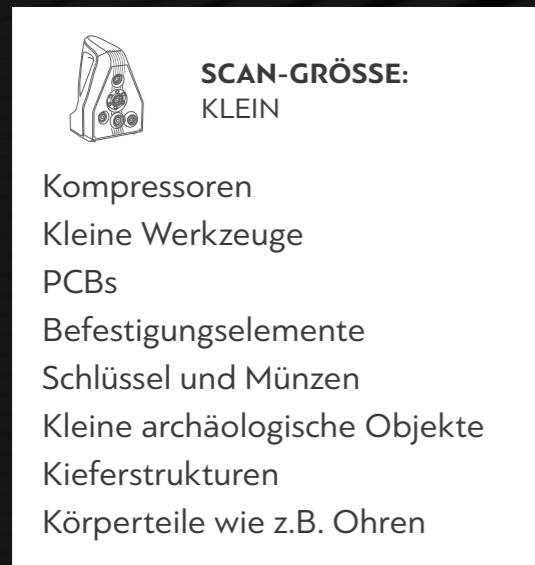 SCAN-GRÖSSE:
KLEIN
Kompressoren
Kleine Werkzeuge
PCBs
Befestigungselemente
Schlüssel und Münzen
Kleine archäologische Objekte
Kieferstrukturen
Körperteile wie z.B. Ohren